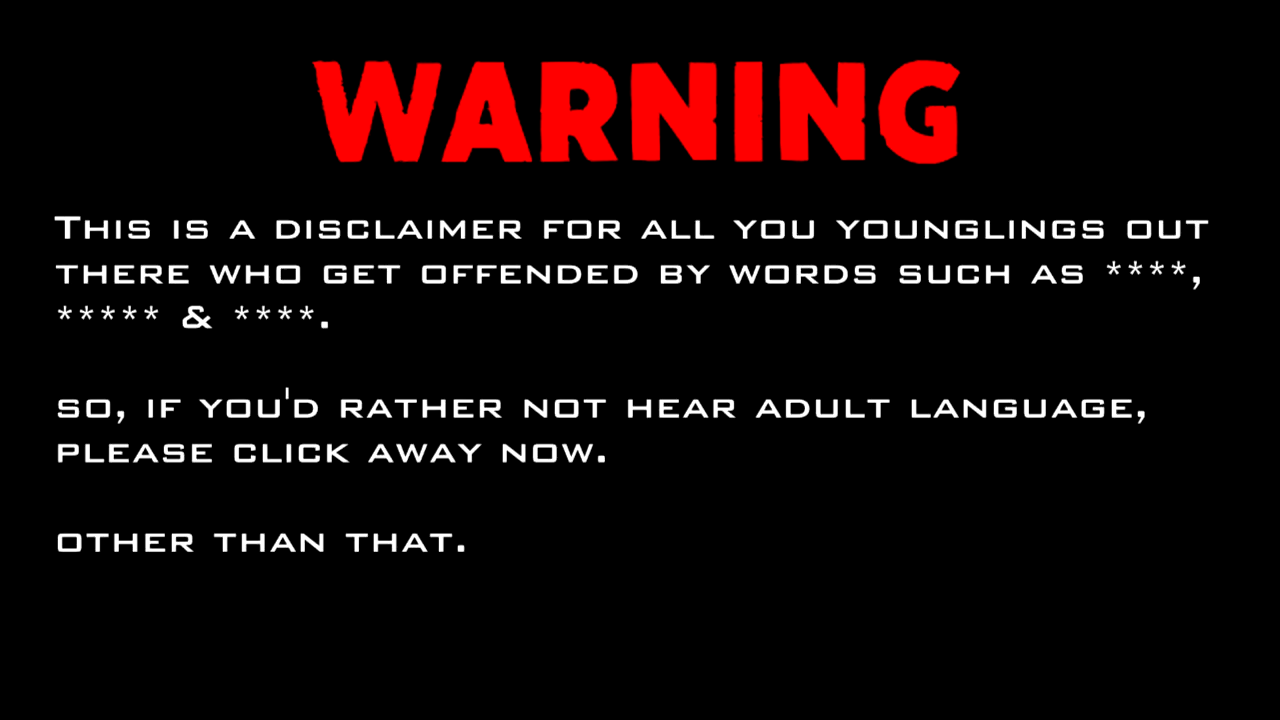 WARNING
THIS IS A DISCLAIMER FOR ALL YOU YOUNGLINGS OUT
THERE WHO GET OFFENDED BY WORDS SUCH AS ****,
***** & ****.
SO, IF YOU'D RATHER NOT HEAR ADULT LANGUAGE,
PLEASE CLICK AWAY NOW.
OTHER THAN THAT.